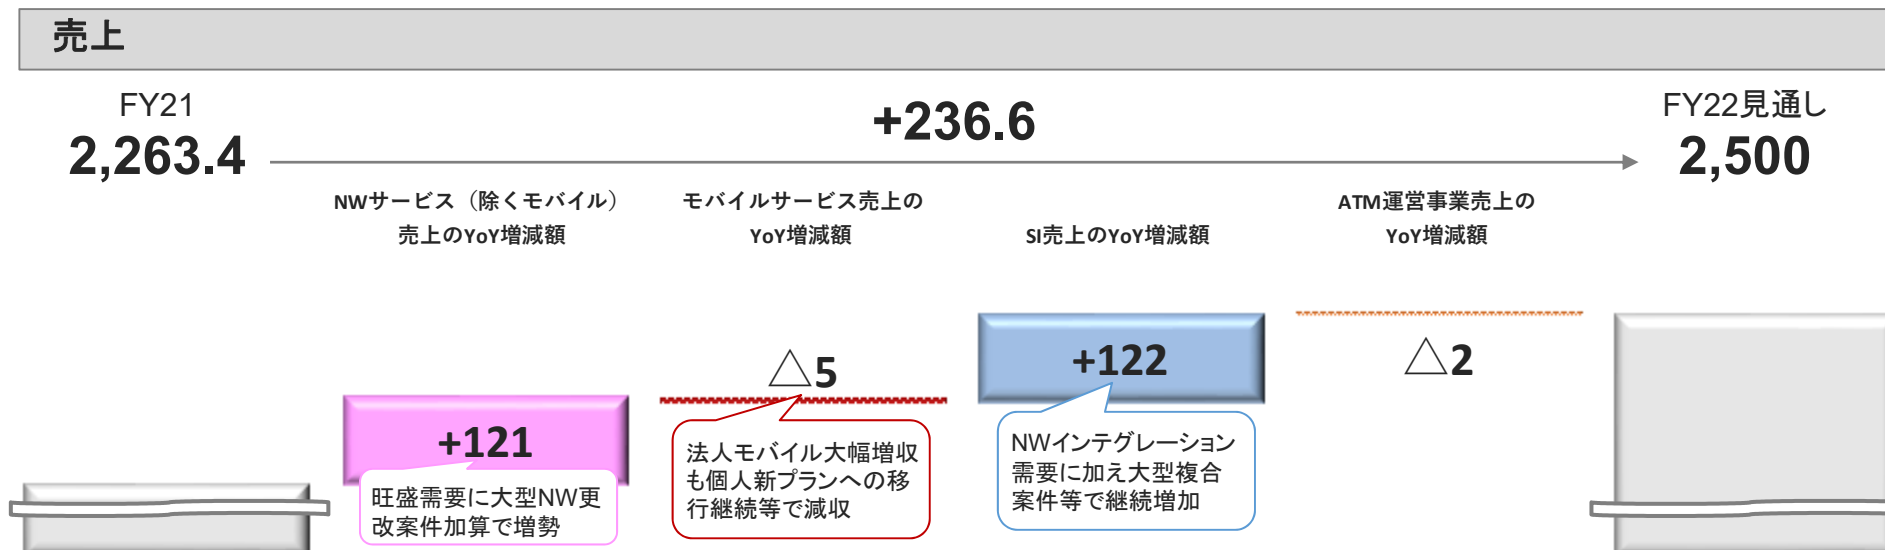 売上
FY21
2,263.4
+236.6
FY22見通し
2,500
NWサービス（除くモバイル）
売上のYoY増減額
モバイルサービス売上の
YoY増減額
SI売上のYoY増減額
ATM運営事業売上の
YoY増減額
+121
旺盛需要に大型NW更
改案件加算で増勢
△5
法人モバイル大幅増収
も個人新プランへの移
行継続等で減収
+122
NWインテグレーション
需要に加え大型複合
案件等で継続増加
△2